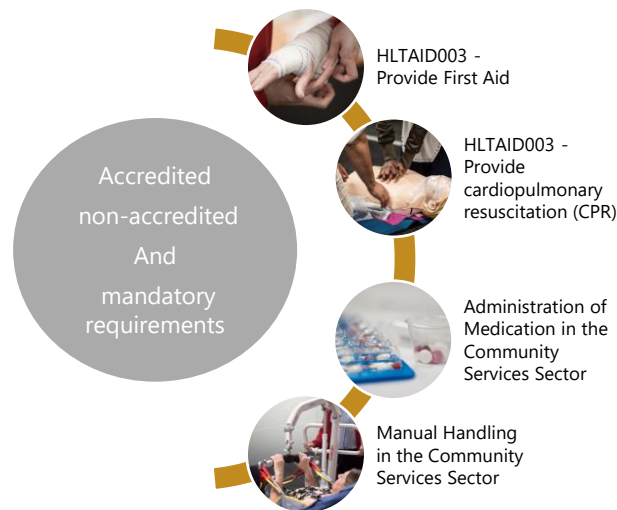 Accredited
non-accredited
And
mandatory
requirements
HLTAID003 -
Provide First Aid
HLTAID003 -
Provide
cardiopulmonary
resuscitation (CPR)
Administration of
Medication in the
Community
Services Sector
Manual Handling
in the Community
Services Sector